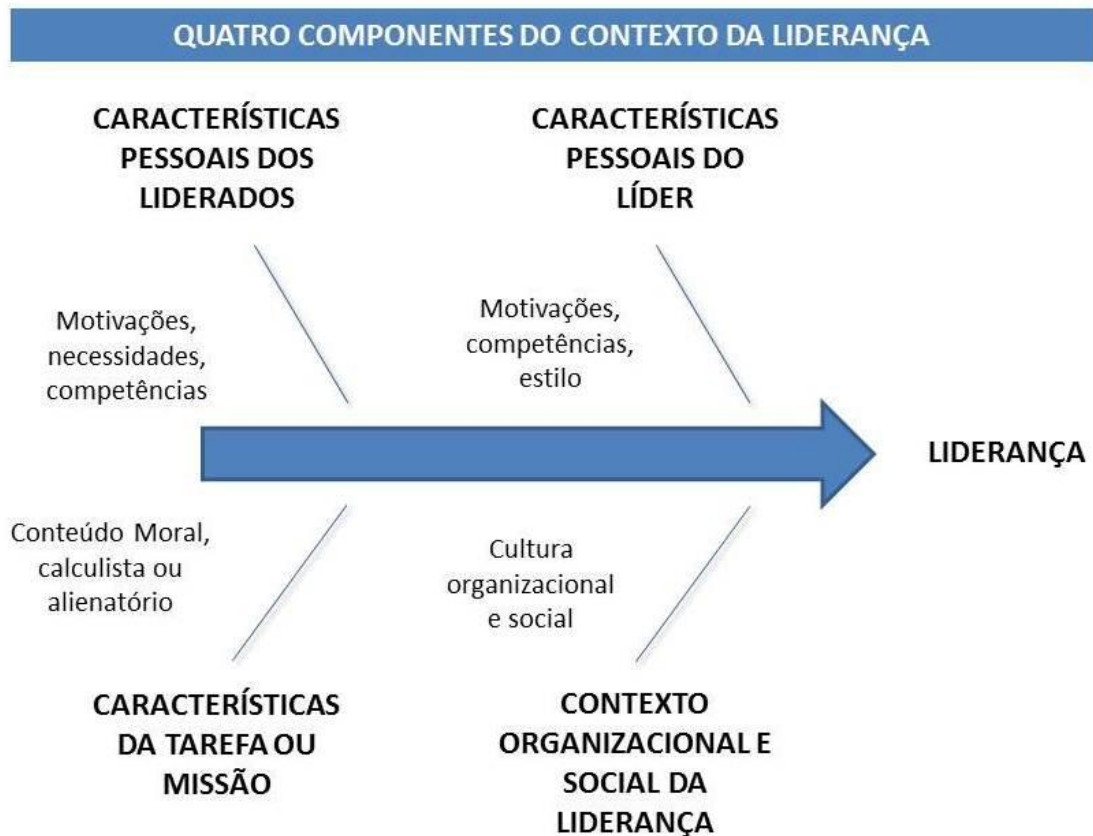 QUATRO COMPONENTES DO CONTEXTO DA LIDERANÇA
CARACTERÍSTICAS
PESSOAIS DOS
LIDERADOS
CARACTERÍSTICAS
PESSOAIS DO
LÍDER
Motivações,
necessidades,
competências
Motivações,
competências,
estilo
LIDERANÇA
Conteúdo Moral,
calculista ou
alienatório
Cultura
organizacional
e social
CARACTERÍSTICAS
DA TAREFA OU
MISSÃO
CONTEXTO
ORGANIZACIONAL E
SOCIAL DA
LIDERANÇA